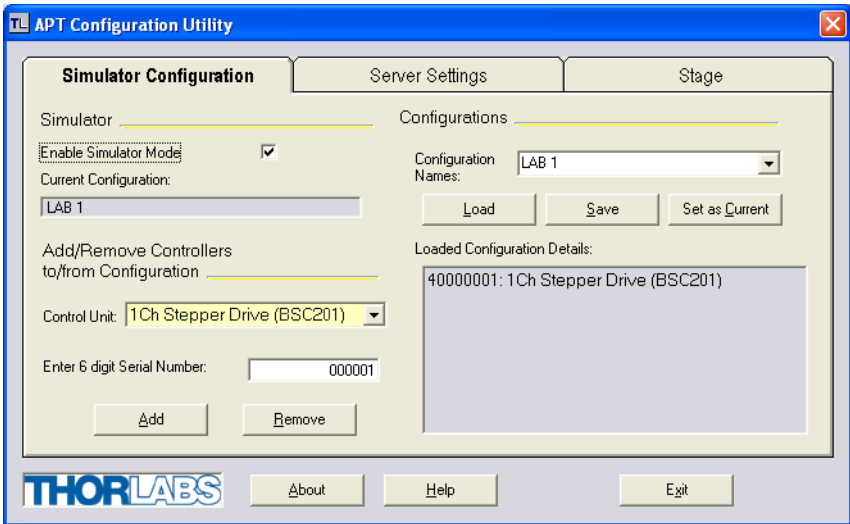 TL APT Configuration Utility
Simulator Configuration
Server Settings
Stage
Simulator
Enable Simulator Mode
Current Configuration:
LAB 1
Add/Remove Controllers
to/from Configuration
Control Unit: 1Ch Stepper Drive (BSC201)
Enter 6 digit Serial Number: 000001
Add Remove
Configurations
Configuration
Names:
LAB 1
Load Save Set as Current
Loaded Configuration Details:
40000001: 1Ch Stepper Drive (BSC201)
THORLABS About Help Exit